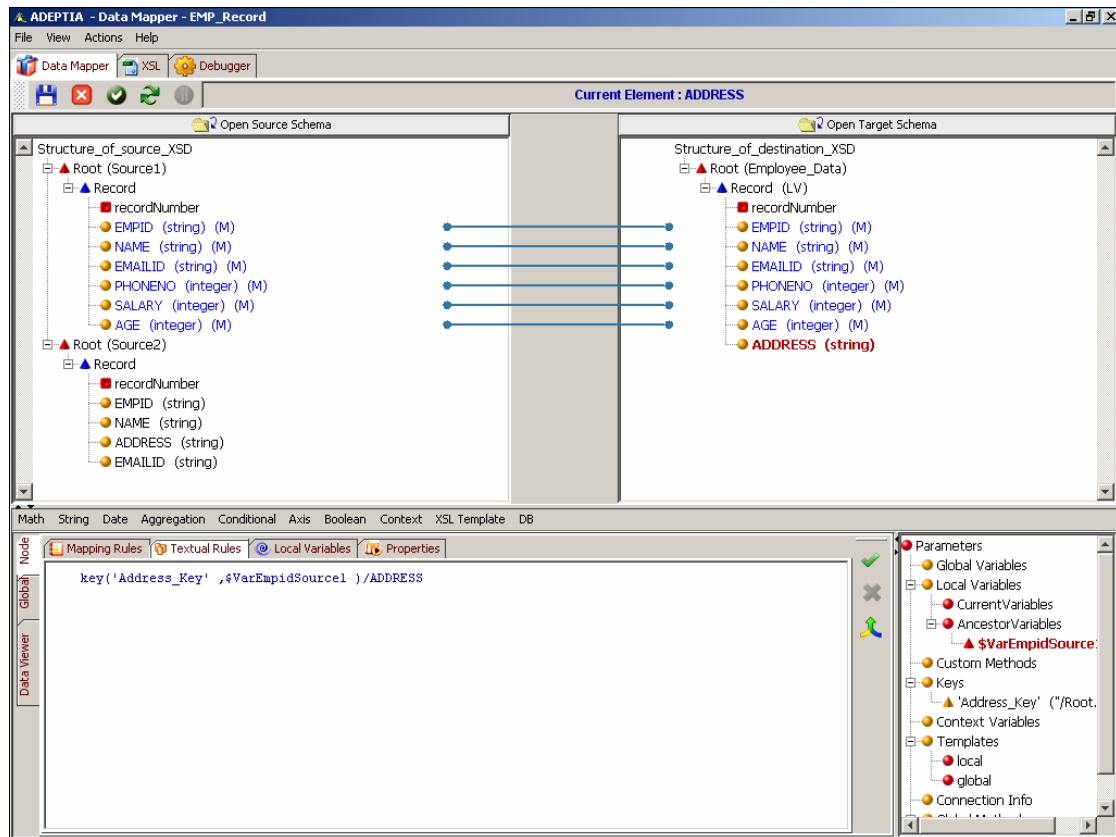 ADEPTIA - Data Mapper - EMP_Record
File View Actions Help
Data Mapper XSL Debugger
Current Element : ADDRESS
Open Source Schema
Structure_of_source_XSD
Root (Source1)
Record
recordNumber
EMPID (string) (M)
NAME (string) (M)
EMAILID (string) (M)
PHONENO (integer) (M)
SALARY (integer) (M)
AGE (integer) (M)
Root (Source2)
Record
recordNumber
EMPID (string)
NAME (string)
ADDRESS (string)
EMAILID (string)
Open Target Schema
Structure_of_destination_XSD
Root (Employee_Data)
Record (LV)
recordNumber
EMPID (string) (M)
NAME (string) (M)
EMAILID (string) (M)
PHONENO (integer) (M)
SALARY (integer) (M)
AGE (integer) (M)
ADDRESS (string)
Math String Date Aggregation Conditional Axis Boolean Context XSL Template DB
Node
Global
Data Viewer
Mapping Rules Textual Rules Local Variables Properties
key('Address_Key' ,$VarEmpidSource1 )/ADDRESS
Parameters
Global Variables
Local Variables
CurrentVariables
AncestorVariables
$VarEmpidSource1
Custom Methods
Keys
'Address_Key' ("/Root.
Context Variables
Templates
local
global
Connection Info